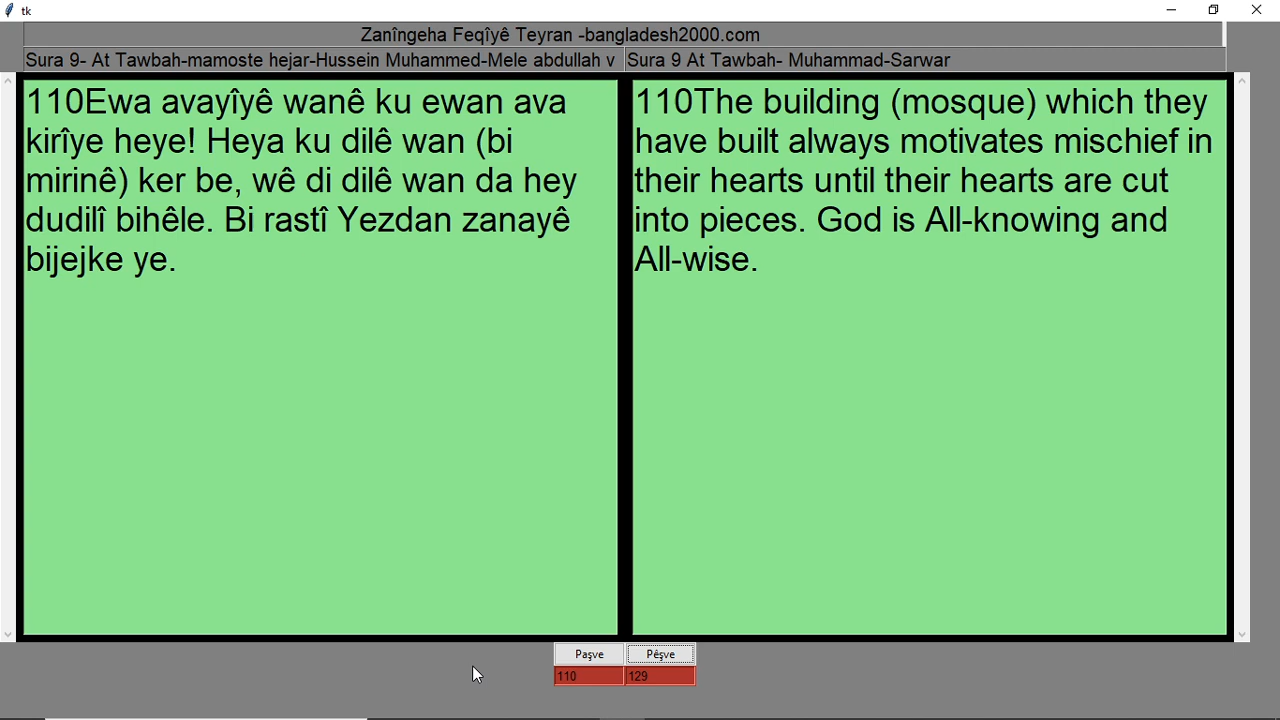 tk
Zanîngeha Feqîyê Teyran -bangladesh2000.com
Sura 9- At Tawbah-mamoste hejar-Hussein Muhammed-Mele abdullah v
Sura 9 At Tawbah- Muhammad-Sarwar
110Ewa avayîyê wanê ku ewan ava
kirîye heye! Heya ku dilê wan (bi
mirinê) ker be, wê di dilê wan da hey
dudilî bihêle. Bi rastî Yezdan zanayê
bijejke ye.
110The building (mosque) which they
have built always motivates mischief in
their hearts until their hearts are cut
into pieces. God is All-knowing and
All-wise.
Paşve
Pêşve
110
129